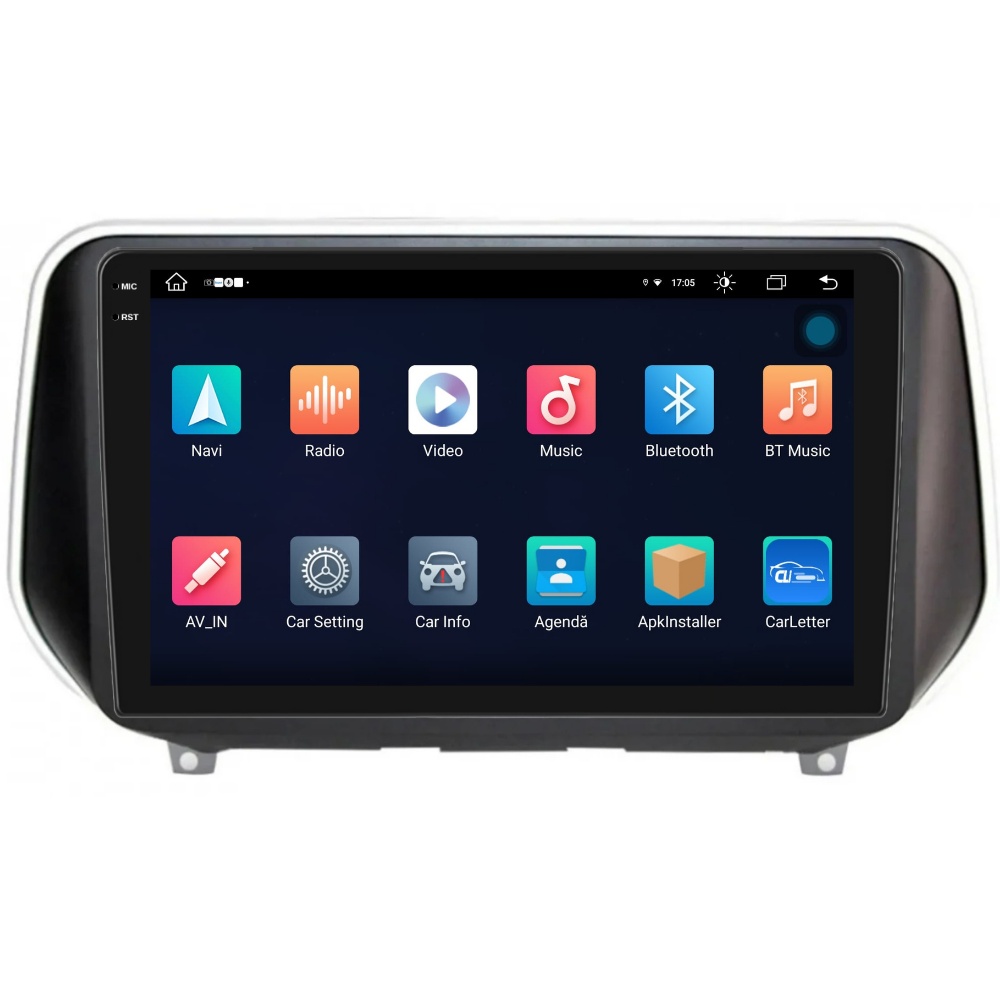 MIC
17:05
RST
Navi Radio Video Music Bluetooth BT Music
AV_IN Car Setting Car Info Agendă ApkInstaller CarLetter